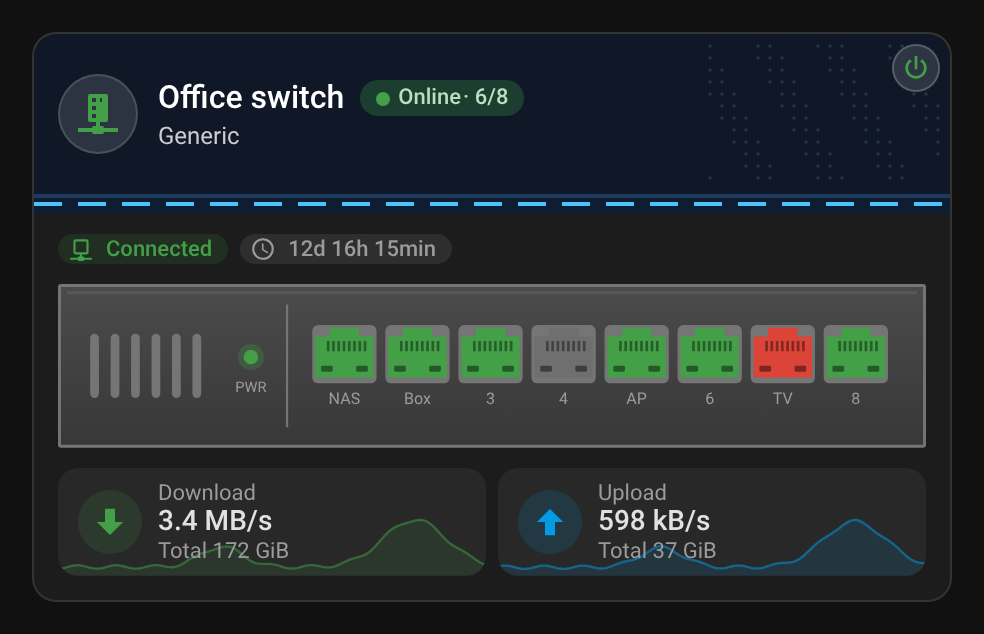 Office switch
Online · 6/8
Generic
Connected
12d 16h 15min
PWR
NAS Box 3 4 AP 6 TV 8
Download
3.4 MB/s
Total 172 GiB
Upload
598 kB/s
Total 37 GiB